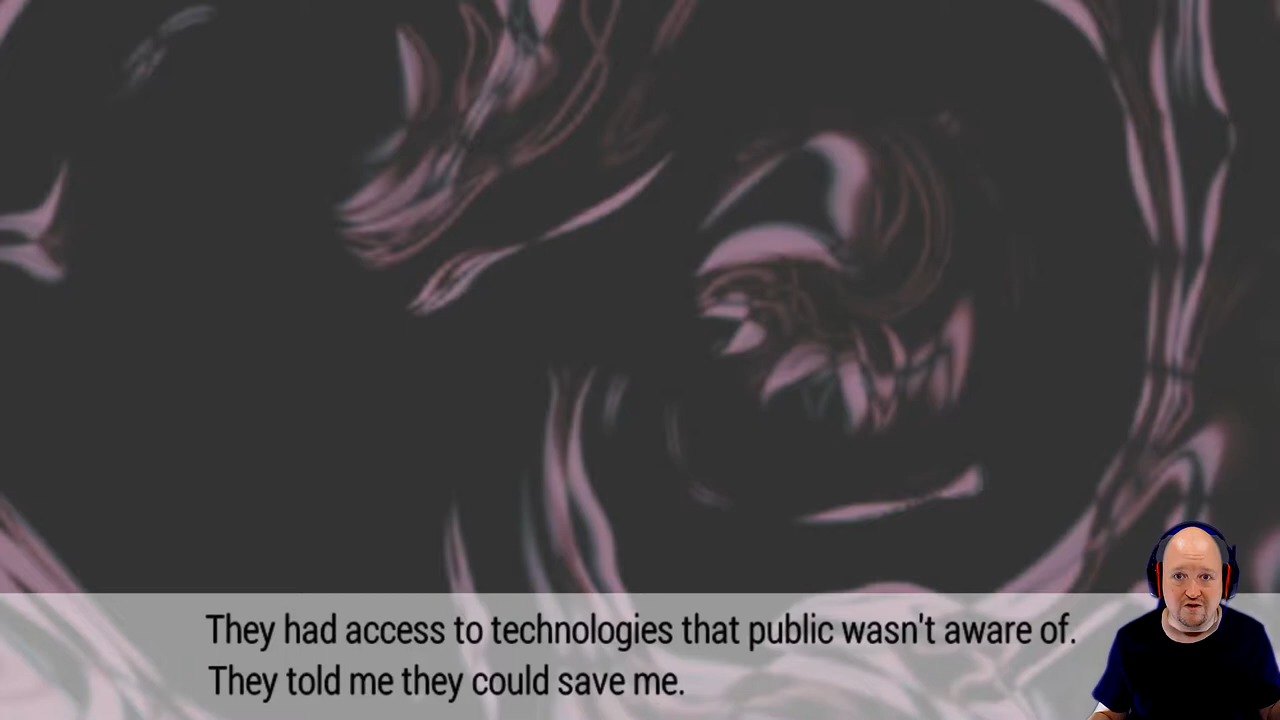 They had access to technologies that public wasn't aware of.
They told me they could save me.